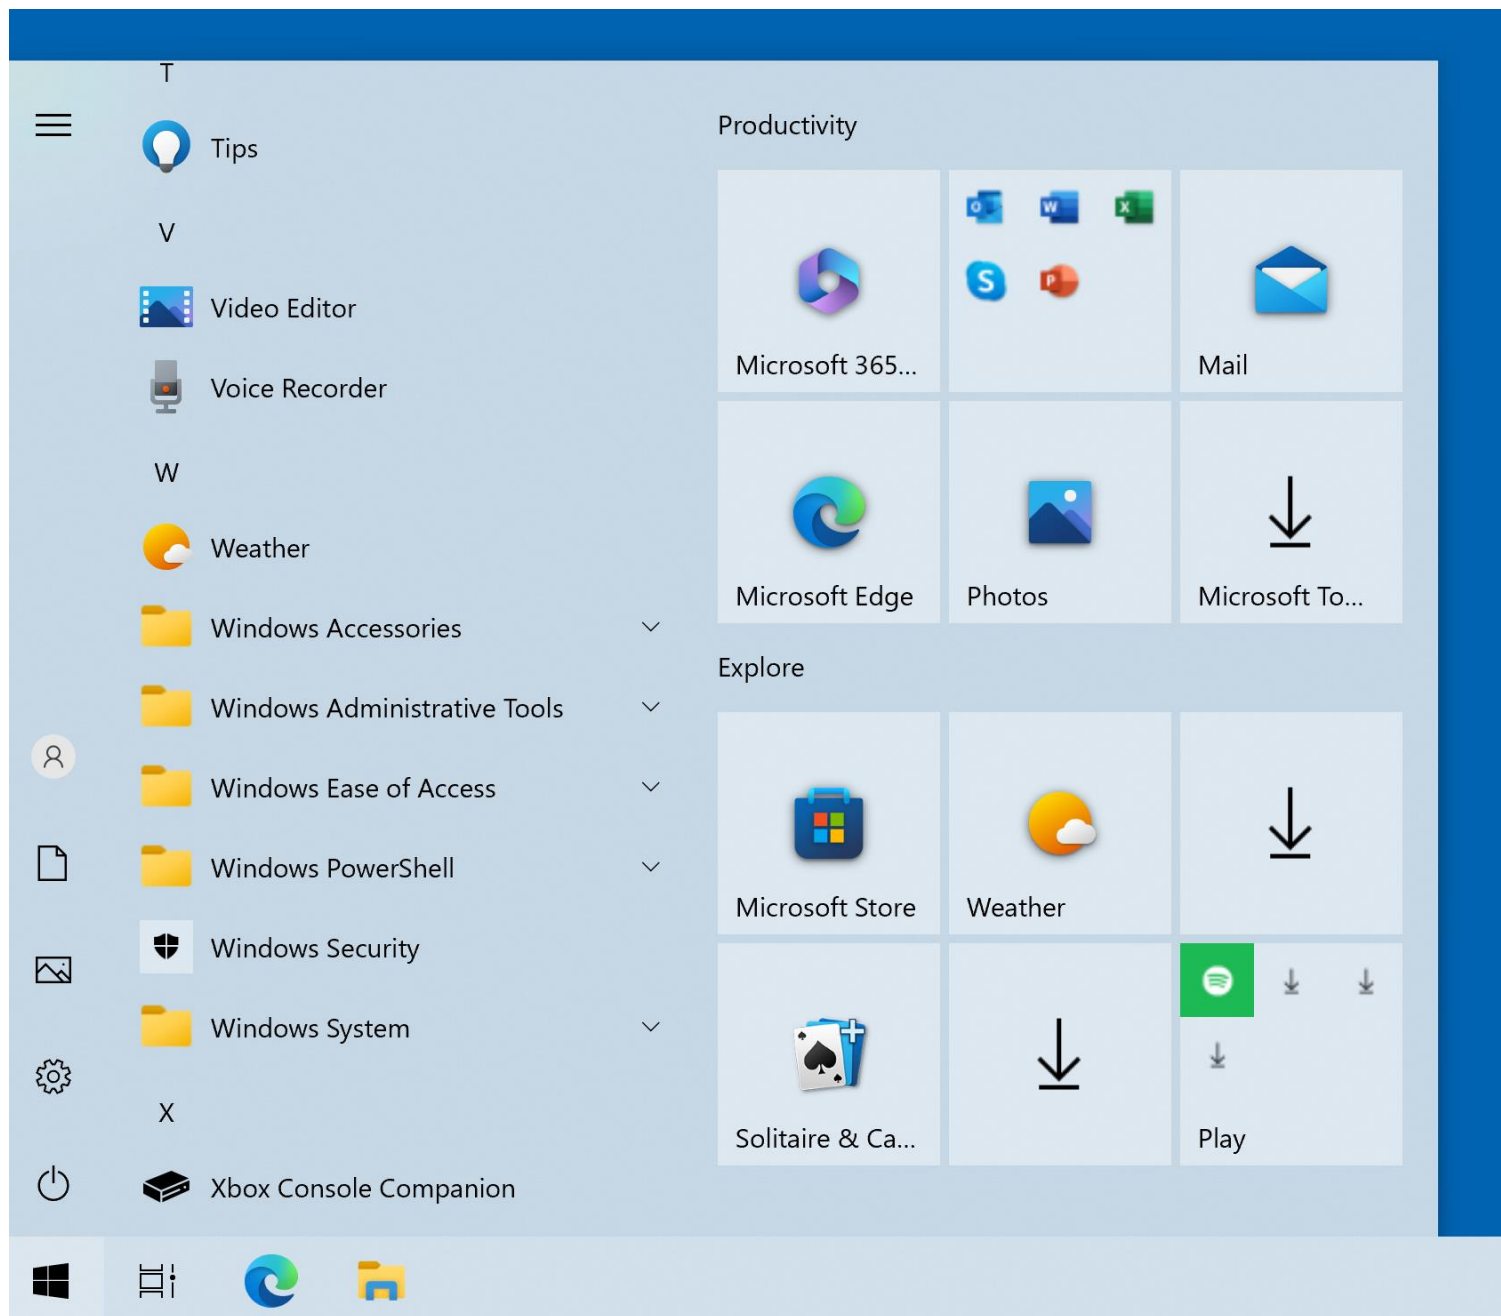 T
Tips
V
Video Editor
Voice Recorder
W
Weather
Windows Accessories
Windows Administrative Tools
Windows Ease of Access
Windows PowerShell
Windows Security
Windows System
X
Xbox Console Companion
Productivity
Microsoft 365...
O
W
X
S
P
Mail
Microsoft Edge
Photos
Microsoft To...
Explore
Microsoft Store
Weather
Solitaire & Ca...
Play